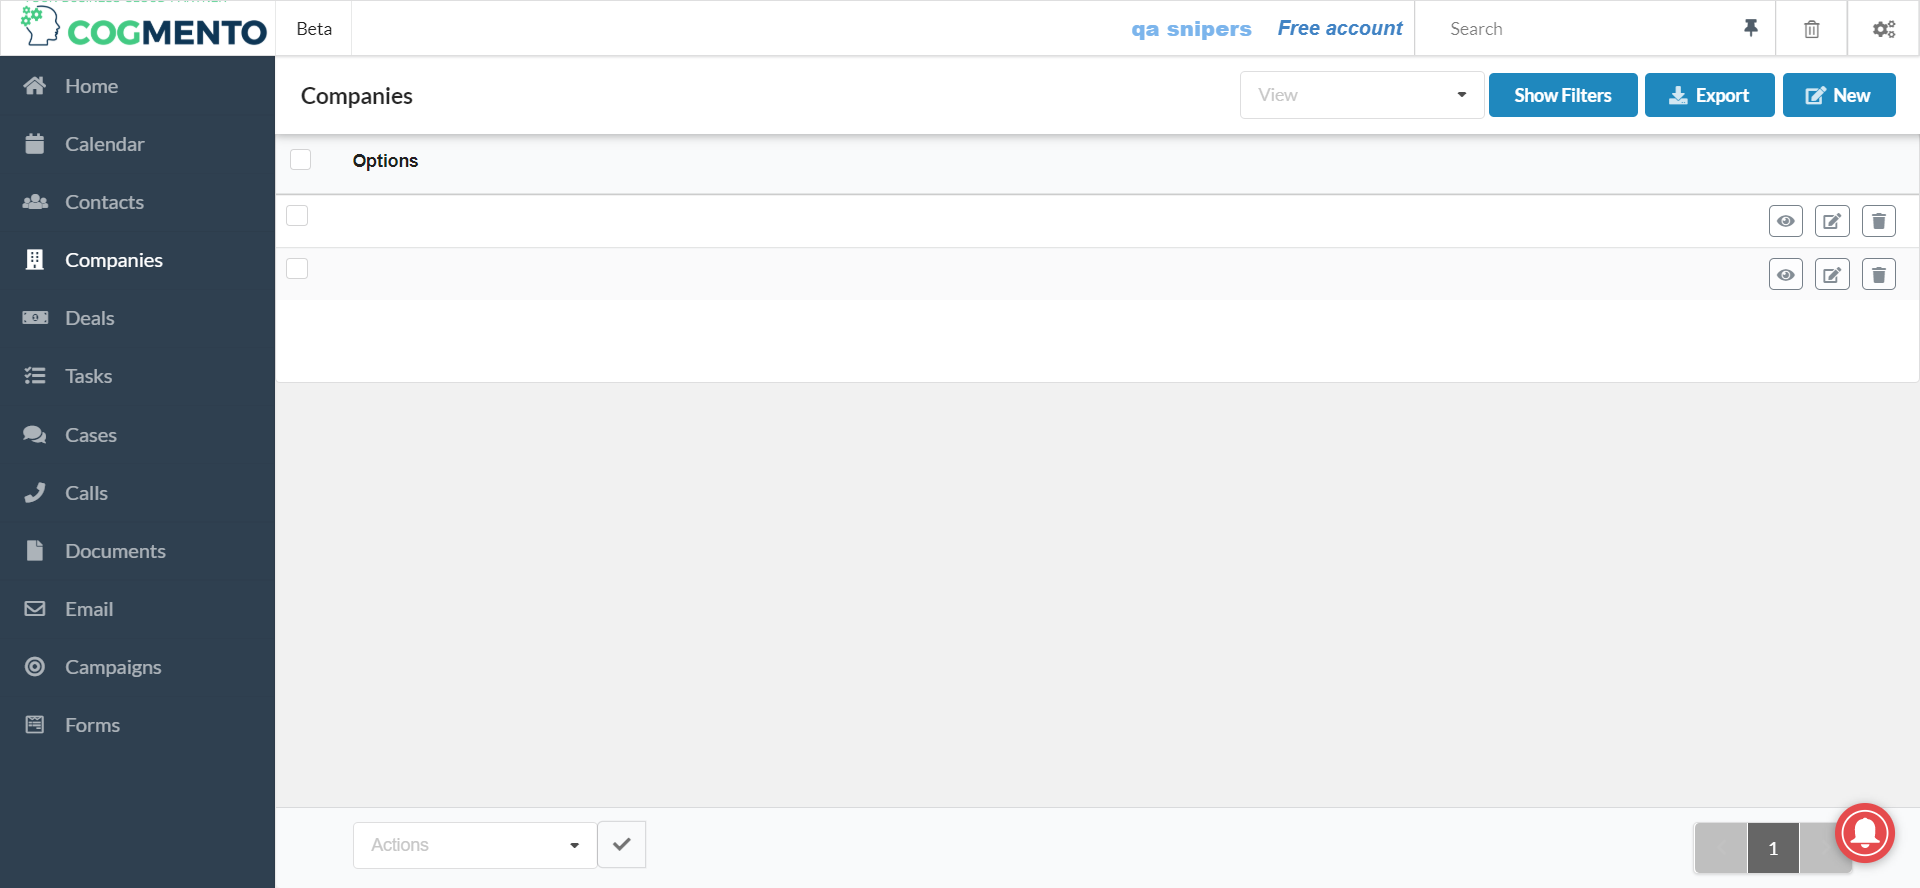 COGMENTO
Beta
qa snipers
Free account
Search
Home
Calendar
Contacts
Companies
Deals
Tasks
Cases
Calls
Documents
Email
Campaigns
Forms
Companies
View
Show Filters
Export
New
Options
Actions
1